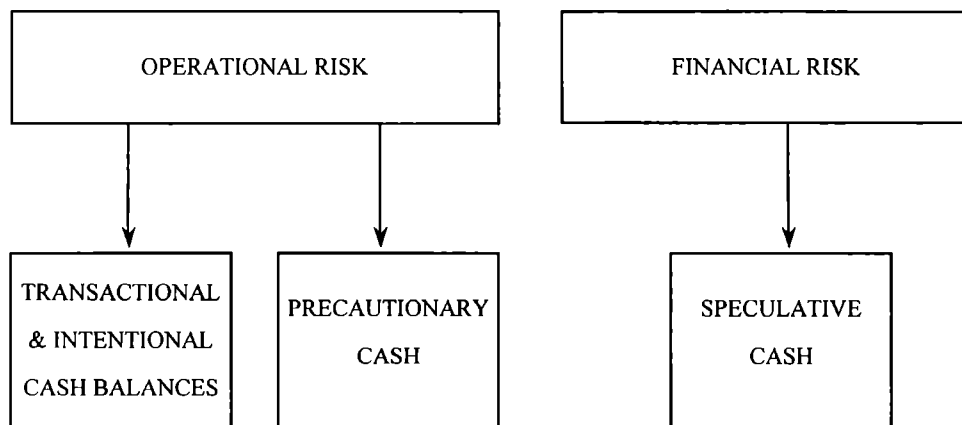 OPERATIONAL RISK
FINANCIAL RISK
TRANSACTIONAL
& INTENTIONAL
CASH BALANCES
PRECAUTIONARY
CASH
SPECULATIVE
CASH